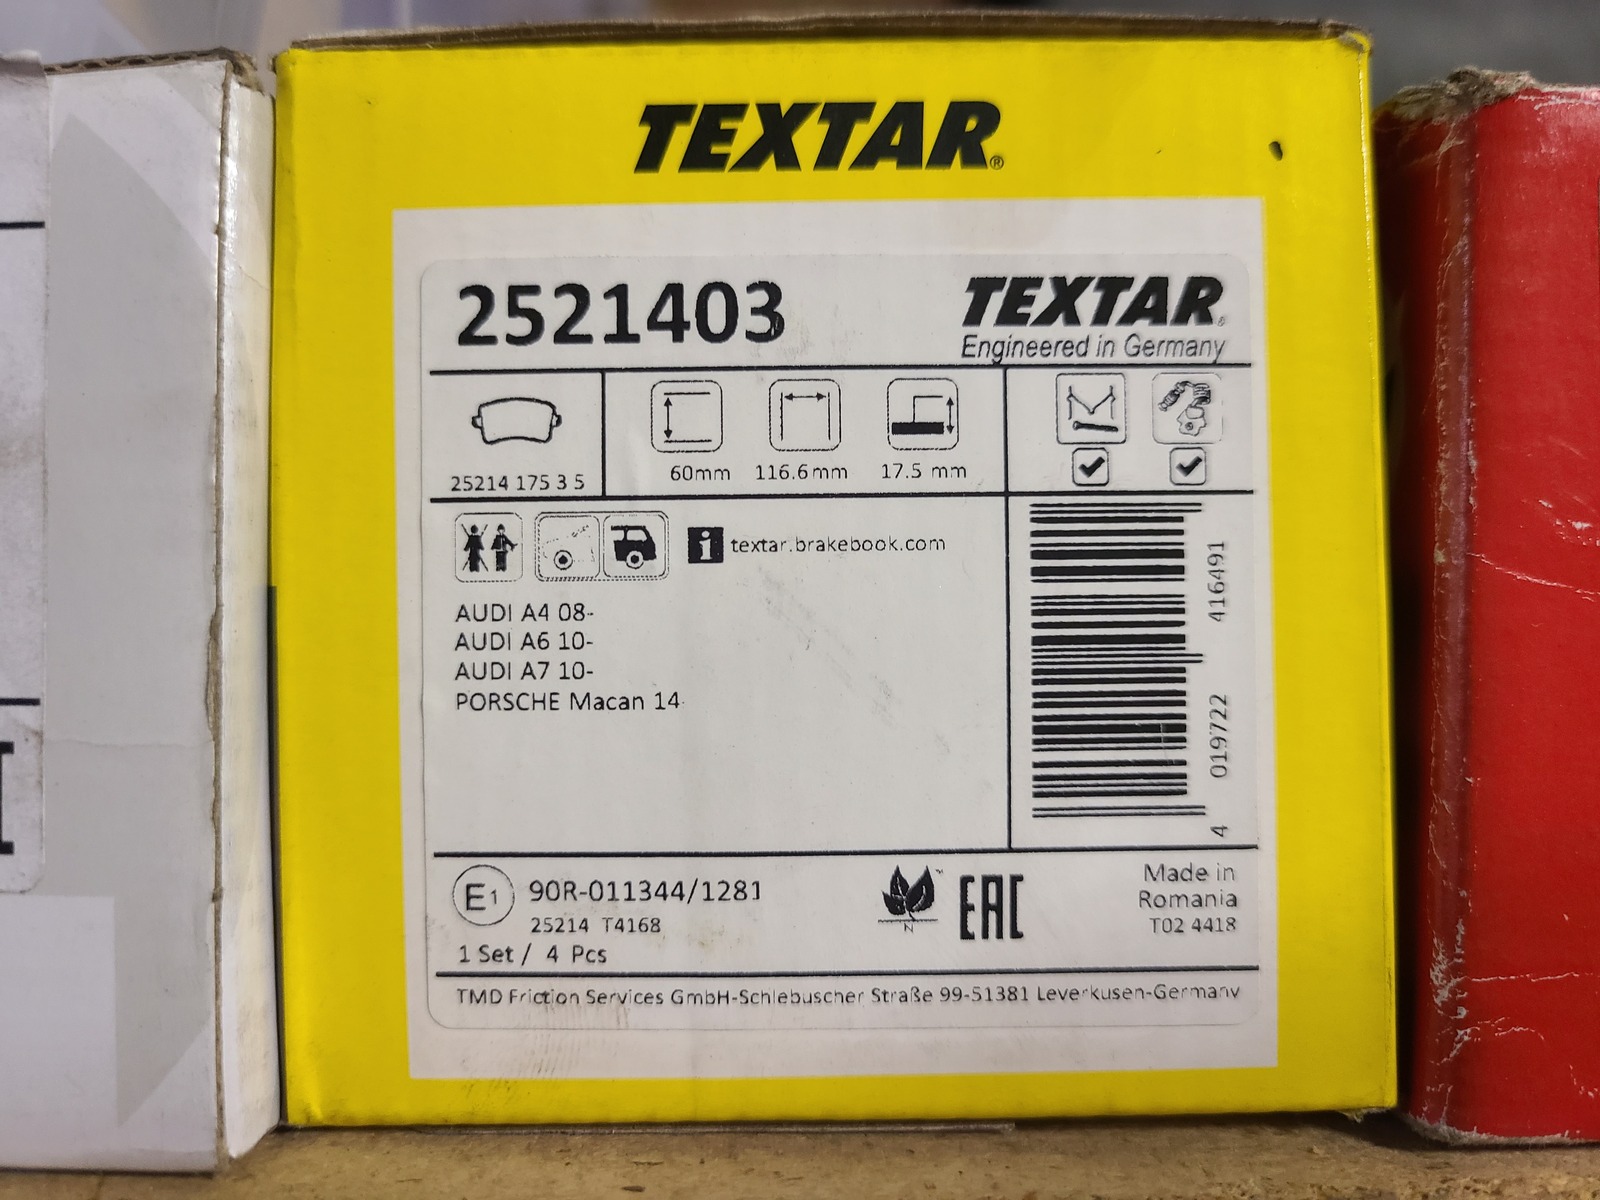 TEXTAR®
2521403
TEXTAR®
Engineered in Germany
25214 175 3 5
60mm
116.6mm
17.5 mm
i textar.brakebook.com
AUDI A4 08-
AUDI A6 10-
AUDI A7 10-
PORSCHE Macan 14-
4 019722 416491
E1 90R-011344/1281
25214 T4168
1 Set / 4 Pcs
N
EAC
Made in
Romania
T02 4418
TMD Friction Services GmbH-Schlebuscher Straße 99-51381 Leverkusen-Germany